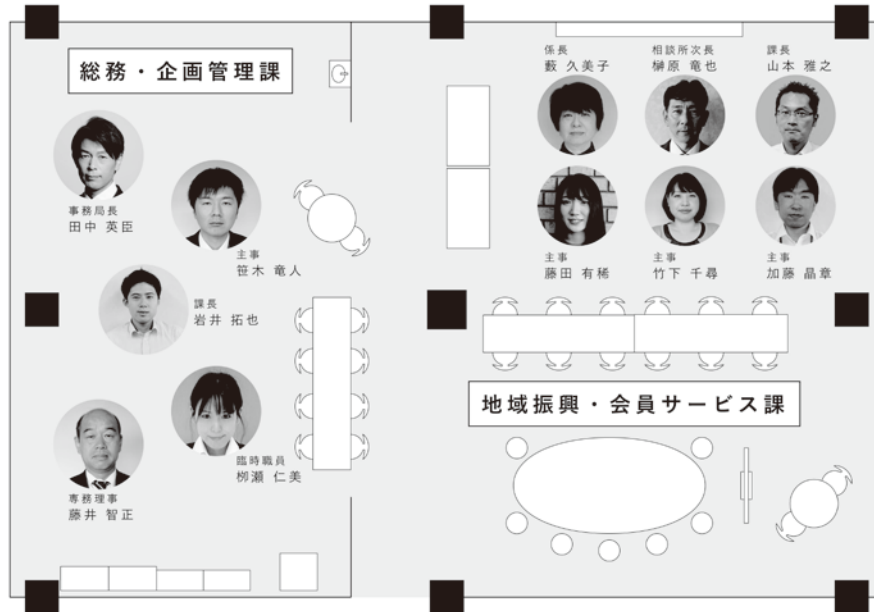 総務・企画管理課
事務局長
田中 英臣
主事
笹木 竜人
課長
岩井 拓也
臨時職員
栁瀬 仁美
専務理事
藤井 智正
係長
藪 久美子
相談所次長
榊原 竜也
課長
山本 雅之
主事
藤田 有稀
主事
竹下 千尋
主事
加藤 晶章
地域振興・会員サービス課